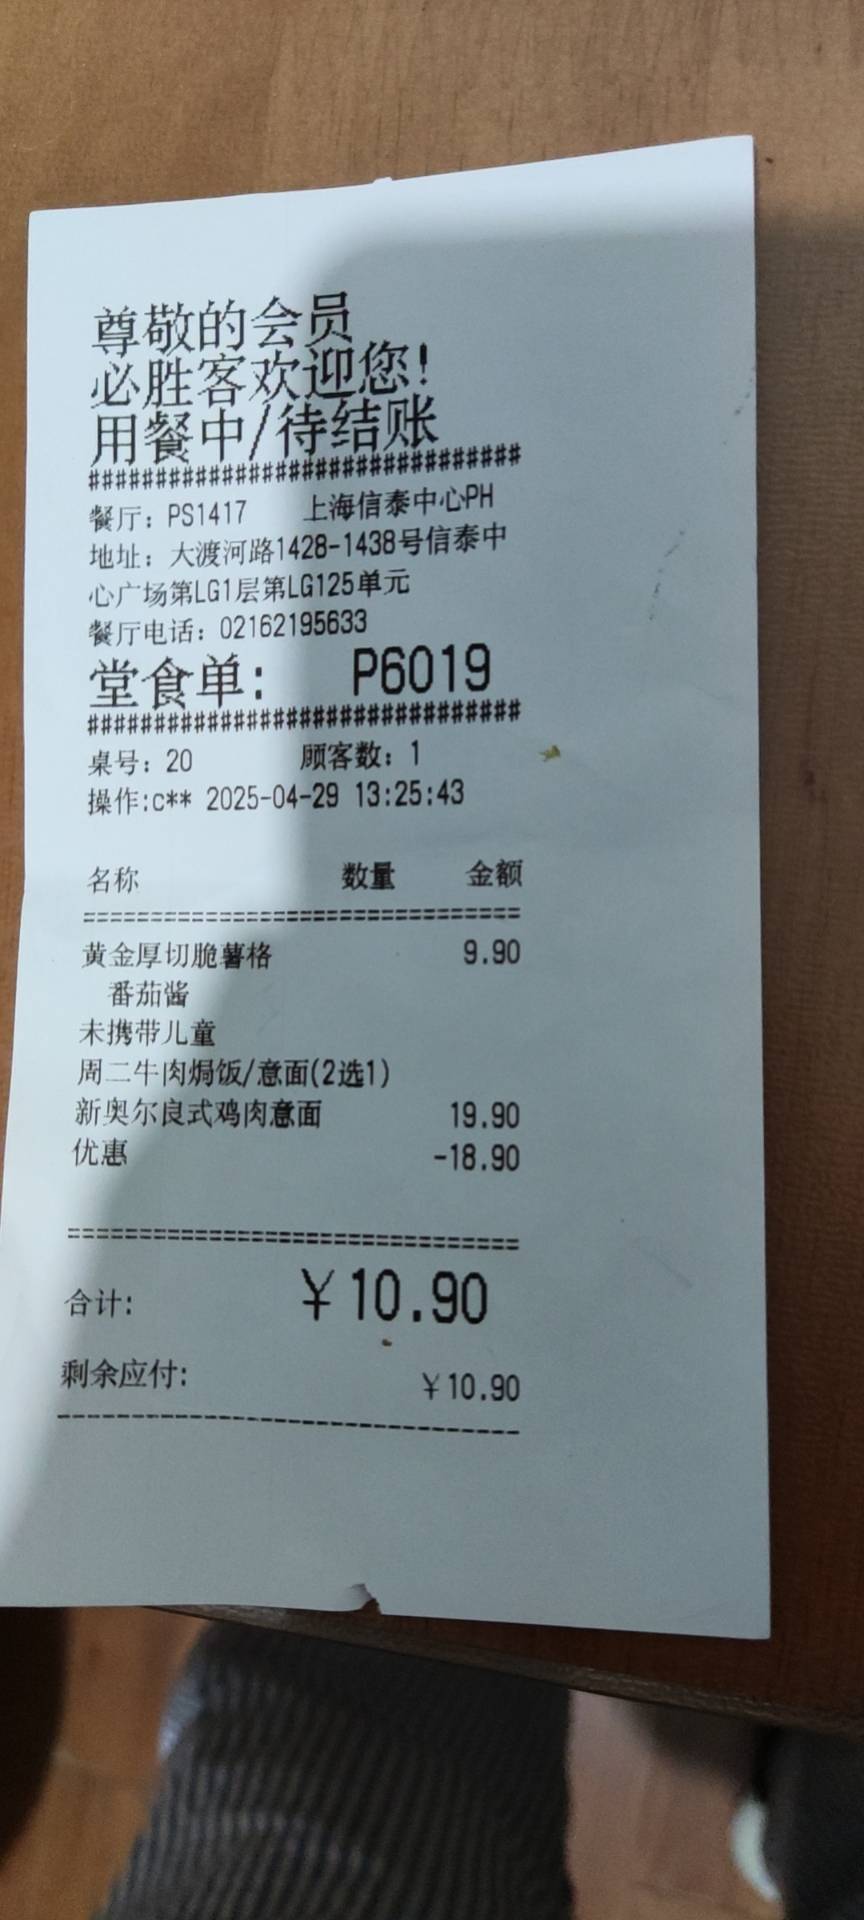 尊敬的会员
必胜客欢迎您!
用餐中/待结账
################################
餐厅: PS1417 上海信泰中心PH
地址: 大渡河路1428-1438号信泰中
心广场第LG1层第LG125单元
餐厅电话: 02162195633
堂食单: P6019
################################
桌号: 20 顾客数: 1
操作:c** 2025-04-29 13:25:43
名称 数量 金额
================================
黄金厚切脆薯格 9.90
番茄酱
未携带儿童
周二牛肉焗饭/意面(2选1)
新奥尔良式鸡肉意面 19.90
优惠 -18.90
================================
合计: ¥10.90
剩余应付: ¥10.90
--------------------------------